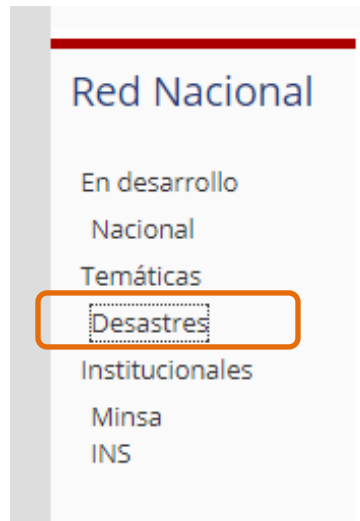 Red Nacional
En desarrollo
Nacional
Temáticas
Desastres
Institucionales
Minsa
INS